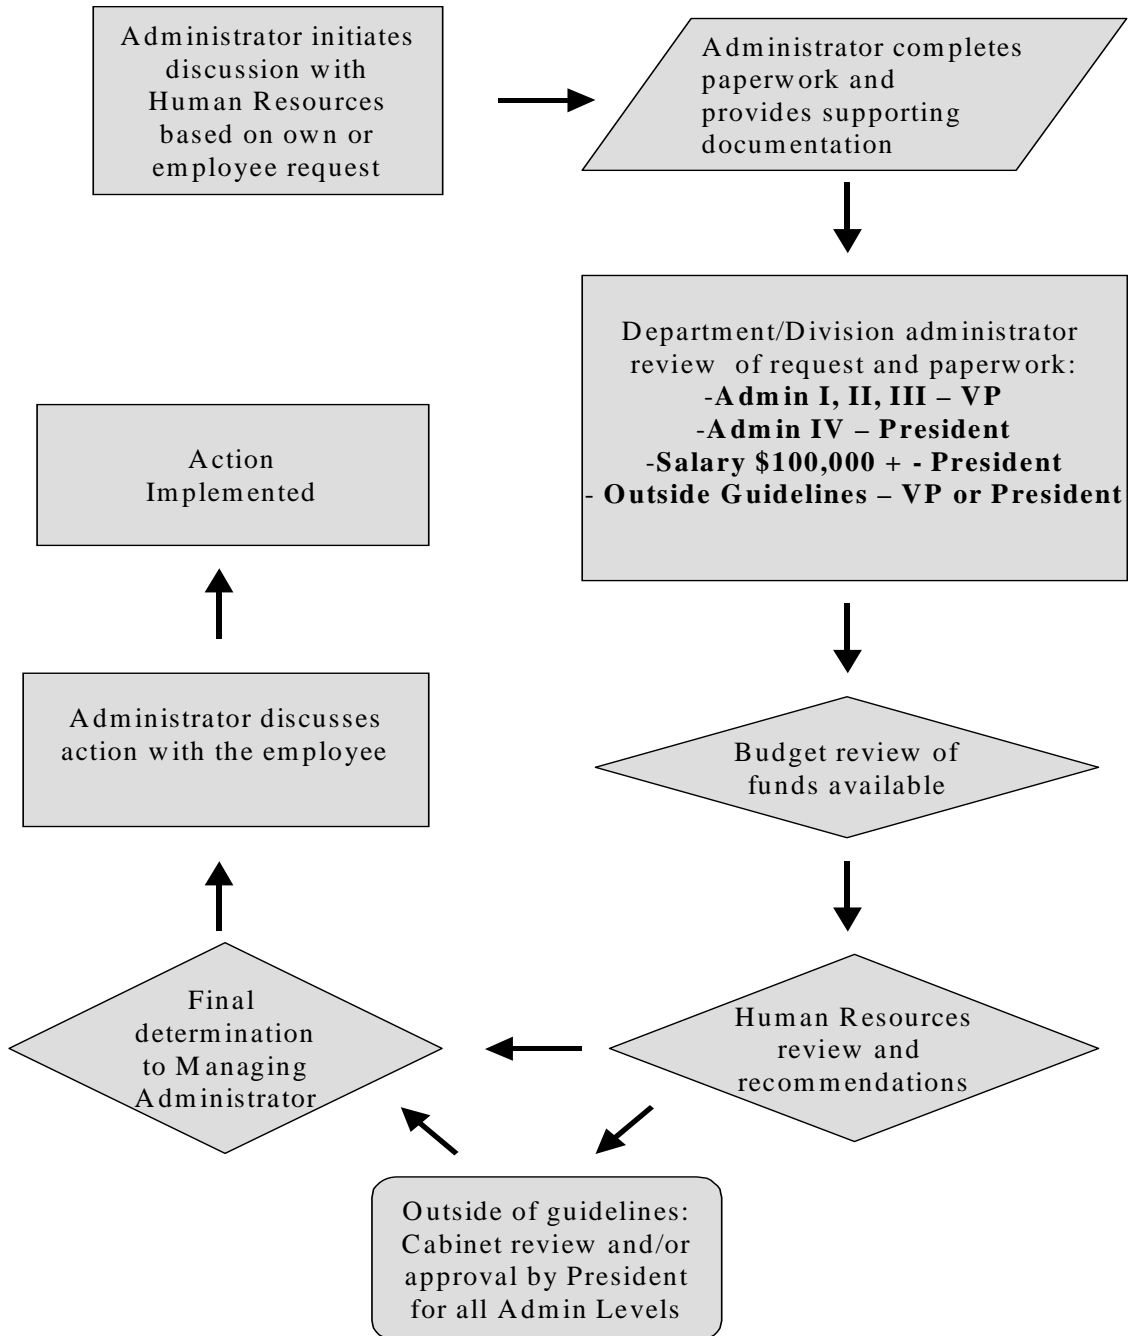 Administrator initiates
discussion with
Human Resources
based on own or
employee request
Administrator completes
paperwork and
provides supporting
documentation
Department/Division administrator
review of request and paperwork:
-Admin I, II, III – VP
-Admin IV – President
-Salary $100,000 + - President
- Outside Guidelines – VP or President
Budget review of
funds available
Human Resources
review and
recommendations
Outside of guidelines:
Cabinet review and/or
approval by President
for all Admin Levels
Final
determination
to Managing
Administrator
Administrator discusses
action with the employee
Action
Implemented